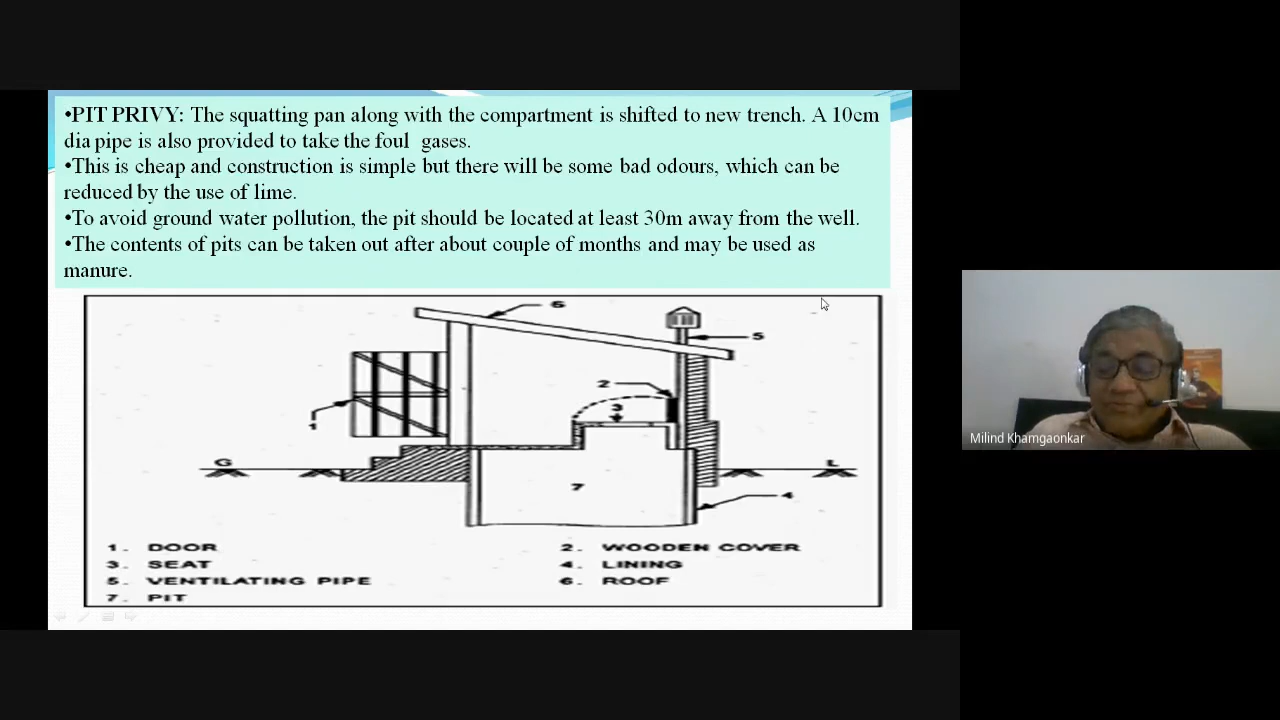 •PIT PRIVY: The squatting pan along with the compartment is shifted to new trench. A 10cm
dia pipe is also provided to take the foul gases.
•This is cheap and construction is simple but there will be some bad odours, which can be
reduced by the use of lime.
•To avoid ground water pollution, the pit should be located at least 30m away from the well.
•The contents of pits can be taken out after about couple of months and may be used as
manure.
6
5
2
3
1
G
L
7
4
1. DOOR 2. WOODEN COVER
3. SEAT 4. LINING
5. VENTILATING PIPE 6. ROOF
7. PIT
Milind Khamgaonkar